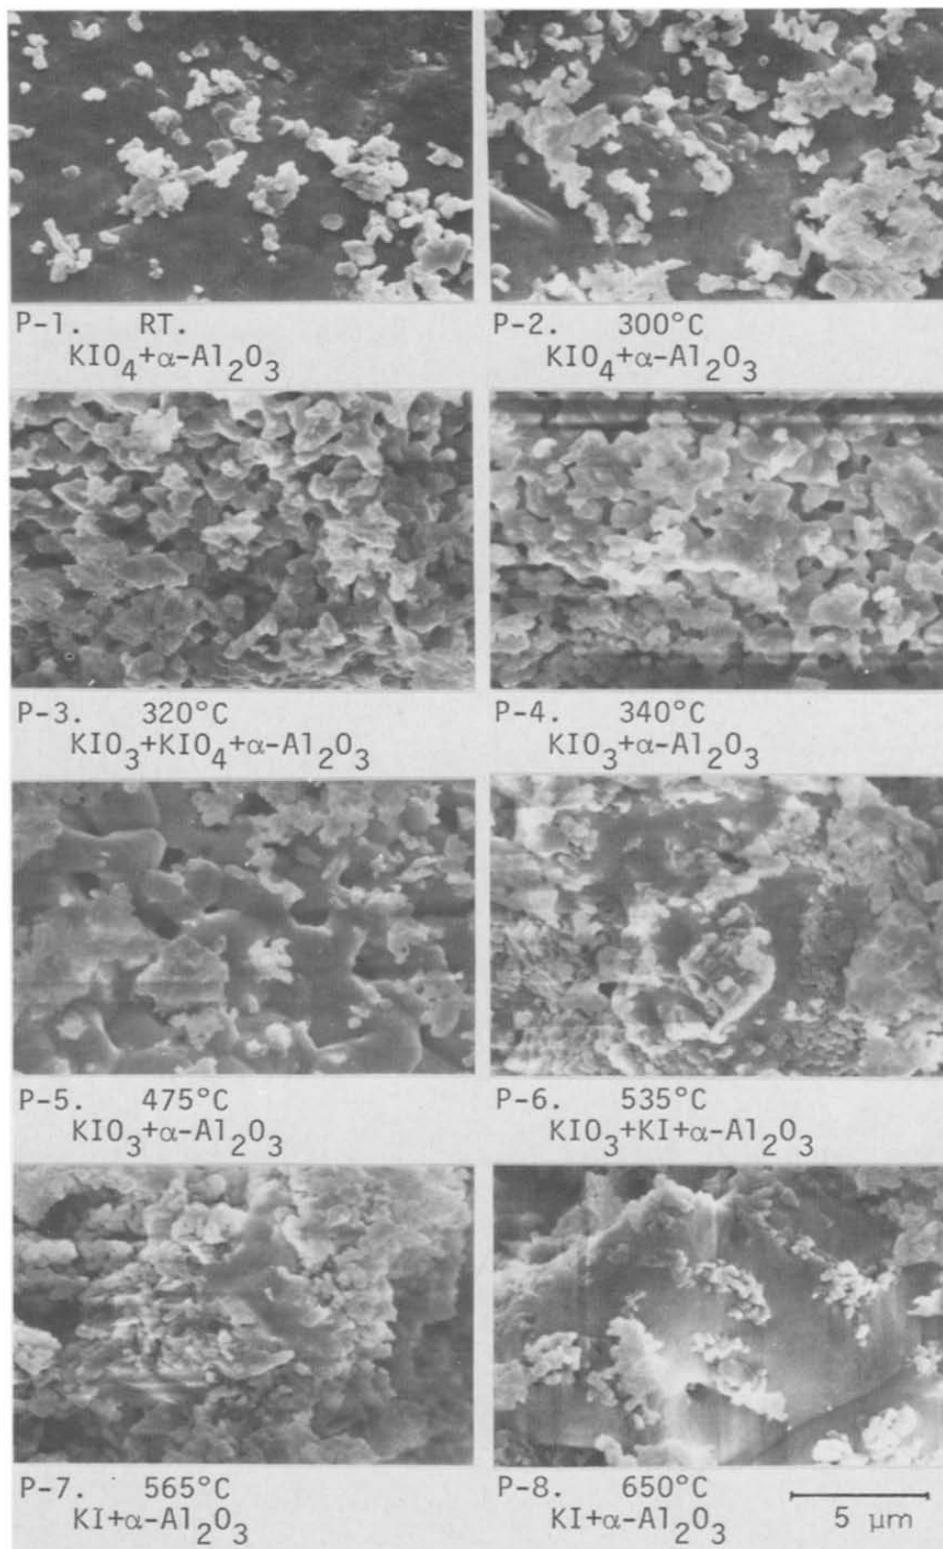 P-1. RT.
KIO₄+α-Al₂O₃
P-2. 300°C
KIO₄+α-Al₂O₃
P-3. 320°C
KIO₃+KIO₄+α-Al₂O₃
P-4. 340°C
KIO₃+α-Al₂O₃
P-5. 475°C
KIO₃+α-Al₂O₃
P-6. 535°C
KIO₃+KI+α-Al₂O₃
P-7. 565°C
KI+α-Al₂O₃
P-8. 650°C
KI+α-Al₂O₃
5 μm